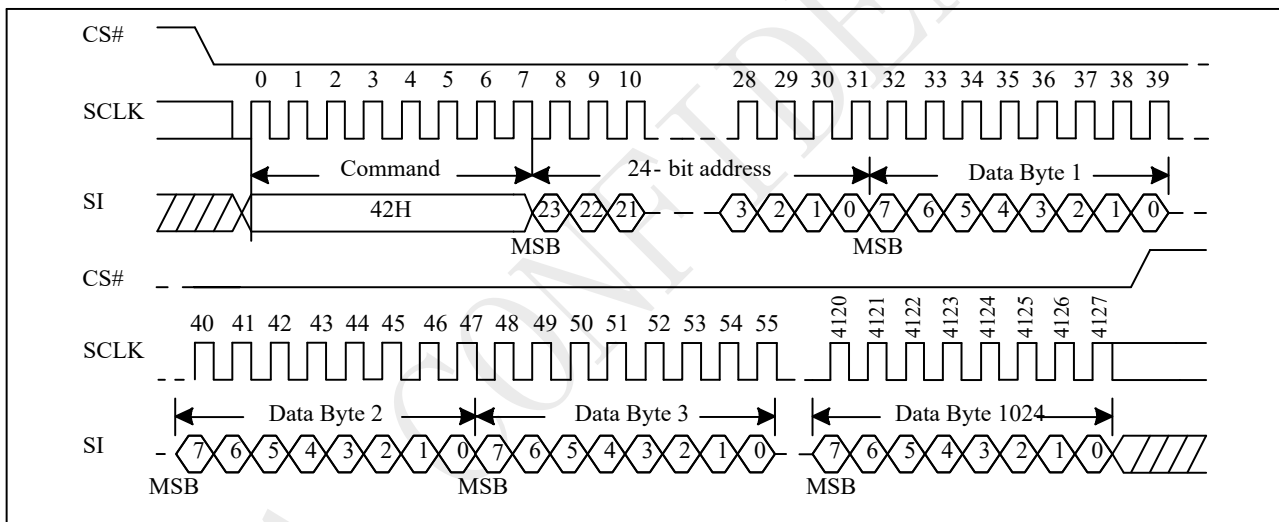 CS#
0 1 2 3 4 5 6 7 8 9 10 28 29 30 31 32 33 34 35 36 37 38 39
SCLK
Command 24- bit address Data Byte 1
SI 42H 23 22 21 3 2 1 0 7 6 5 4 3 2 1 0
MSB MSB
CS#
40 41 42 43 44 45 46 47 48 49 50 51 52 53 54 55 4120 4121 4122 4123 4124 4125 4126 4127
SCLK
Data Byte 2 Data Byte 3 Data Byte 1024
SI 7 6 5 4 3 2 1 0 7 6 5 4 3 2 1 0 7 6 5 4 3 2 1 0
MSB MSB MSB